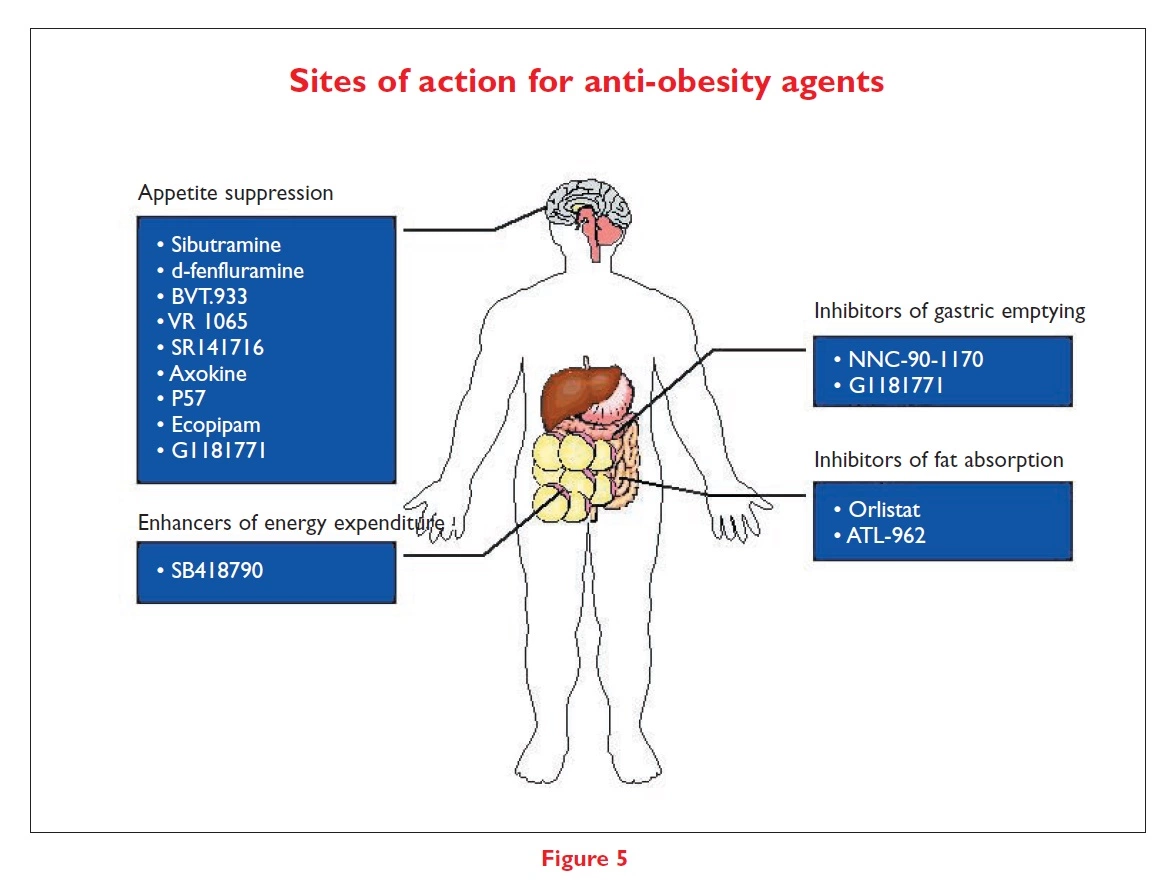 Sites of action for anti-obesity agents
Appetite suppression
• Sibutramine
• d-fenfluramine
• BVT.933
• VR 1065
• SR141716
• Axokine
• P57
• Ecopipam
• G1181771
Enhancers of energy expenditure
• SB418790
Inhibitors of gastric emptying
• NNC-90-1170
• G1181771
Inhibitors of fat absorption
• Orlistat
• ATL-962
Figure 5